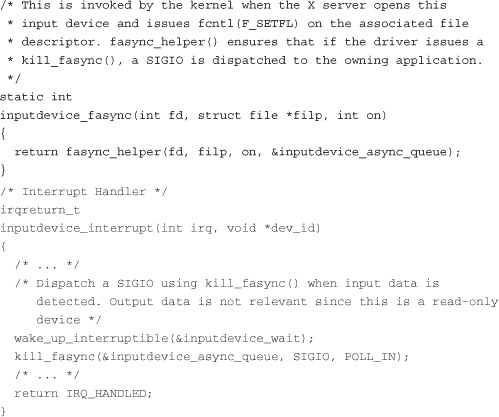 /* This is invoked by the kernel when the X server opens this
* input device and issues fcntl(F_SETFL) on the associated file
* descriptor. fasync_helper() ensures that if the driver issues a
* kill_fasync(), a SIGIO is dispatched to the owning application.
*/
static int
inputdevice_fasync(int fd, struct file *filp, int on)
{
return fasync_helper(fd, filp, on, &inputdevice_async_queue);
}
/* Interrupt Handler */
irqreturn_t
inputdevice_interrupt(int irq, void *dev_id)
{
/* ... */
/* Dispatch a SIGIO using kill_fasync() when input data is
detected. Output data is not relevant since this is a read-only
device */
wake_up_interruptible(&inputdevice_wait);
kill_fasync(&inputdevice_async_queue, SIGIO, POLL_IN);
/* ... */
return IRQ_HANDLED;
}